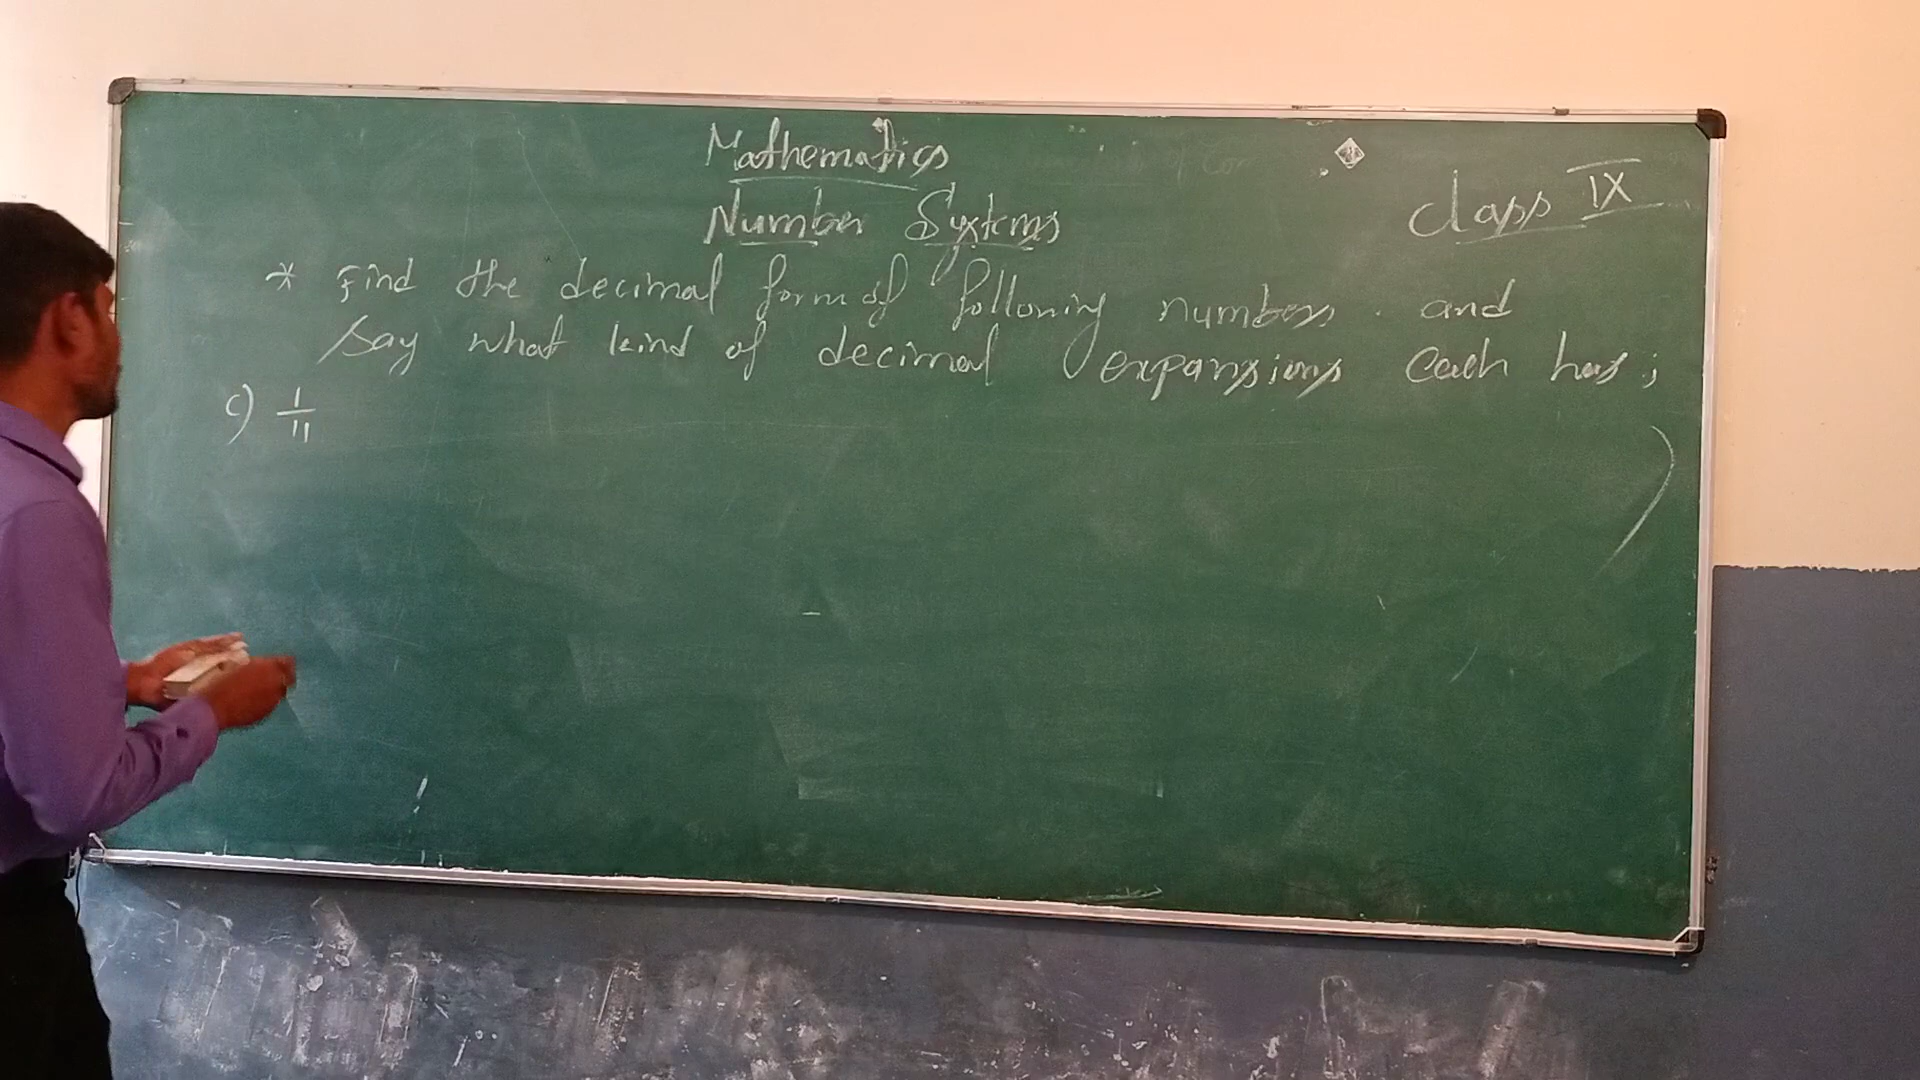 Mathematics
Number Systems
Class IX
* Find the decimal form of following numbers. and
Say what kind of decimal expansions each has;
c) 1/11